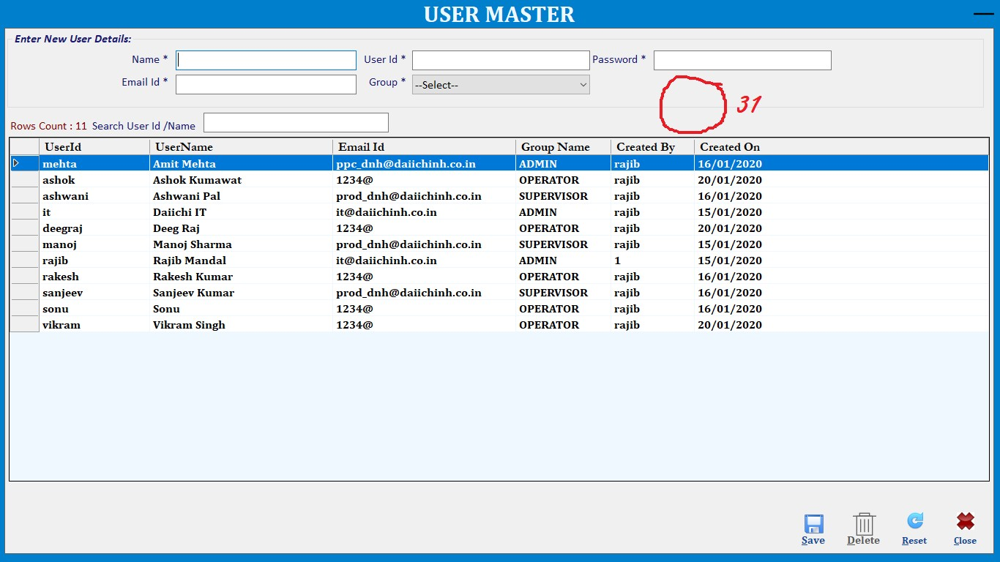 USER MASTER
Enter New User Details:
Name * User Id * Password *
Email Id * Group * --Select--
31
Rows Count : 11 Search User Id /Name
UserId UserName Email Id Group Name Created By Created On
mehta Amit Mehta ppc_dnh@daiichinh.co.in ADMIN rajib 16/01/2020
ashok Ashok Kumawat 1234@ OPERATOR rajib 20/01/2020
ashwani Ashwani Pal prod_dnh@daiichinh.co.in SUPERVISOR rajib 16/01/2020
it Daiichi IT it@daiichinh.co.in ADMIN rajib 15/01/2020
deegraj Deeg Raj 1234@ OPERATOR rajib 20/01/2020
manoj Manoj Sharma prod_dnh@daiichinh.co.in SUPERVISOR rajib 15/01/2020
rajib Rajib Mandal it@daiichinh.co.in ADMIN 1 15/01/2020
rakesh Rakesh Kumar 1234@ OPERATOR rajib 16/01/2020
sanjeev Sanjeev Kumar prod_dnh@daiichinh.co.in SUPERVISOR rajib 16/01/2020
sonu Sonu 1234@ OPERATOR rajib 16/01/2020
vikram Vikram Singh 1234@ OPERATOR rajib 20/01/2020
Save Delete Reset Close